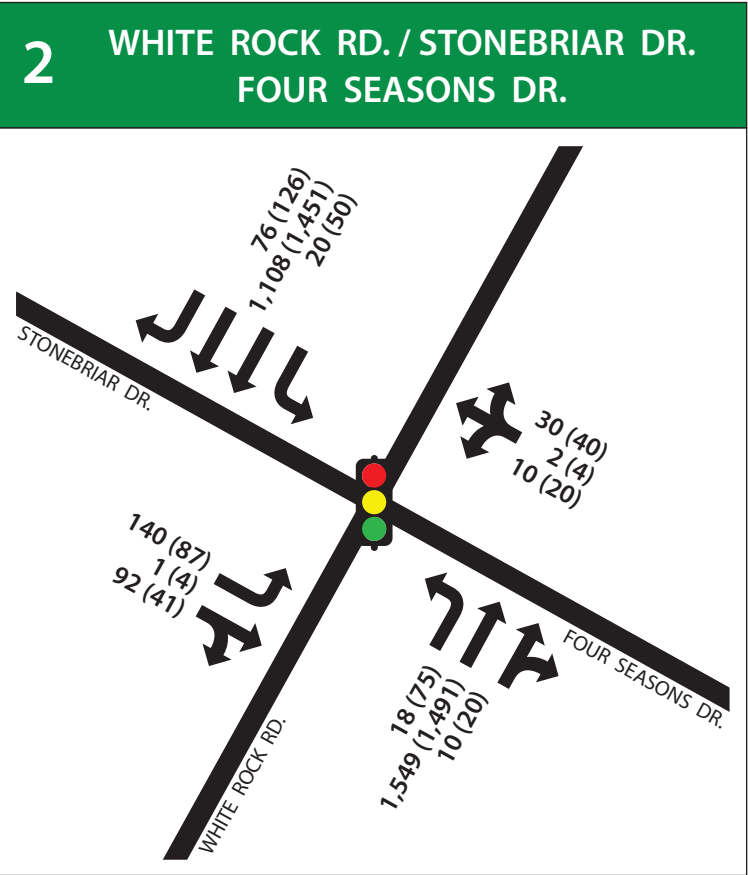 2
WHITE ROCK RD. / STONEBRIAR DR.
FOUR SEASONS DR.
76 (126)
1,108 (1,451)
20 (50)
STONEBRIAR DR.
30 (40)
2 (4)
10 (20)
140 (87)
1 (4)
92 (41)
FOUR SEASONS DR.
18 (75)
1,549 (1,491)
10 (20)
WHITE ROCK RD.